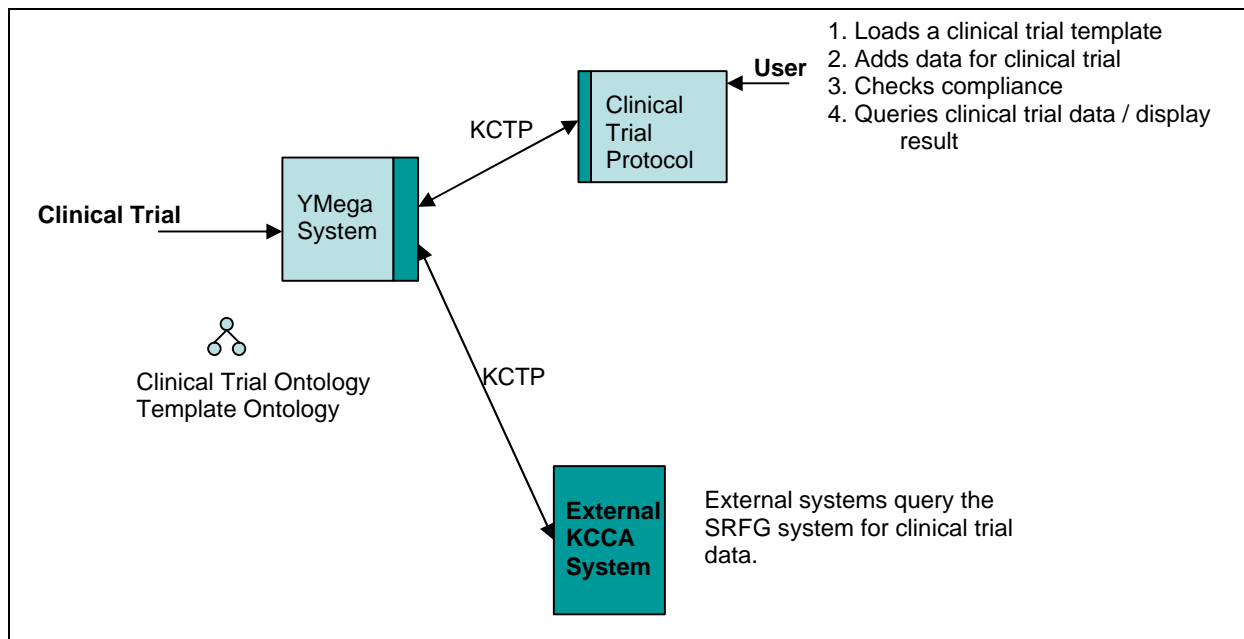 1. Loads a clinical trial template
2. Adds data for clinical trial
3. Checks compliance
4. Queries clinical trial data / display
result
User
Clinical
Trial
Protocol
KCTP
YMega
System
Clinical Trial
Clinical Trial Ontology
Template Ontology
KCTP
External
KCCA
System
External systems query the
SRFG system for clinical trial
data.